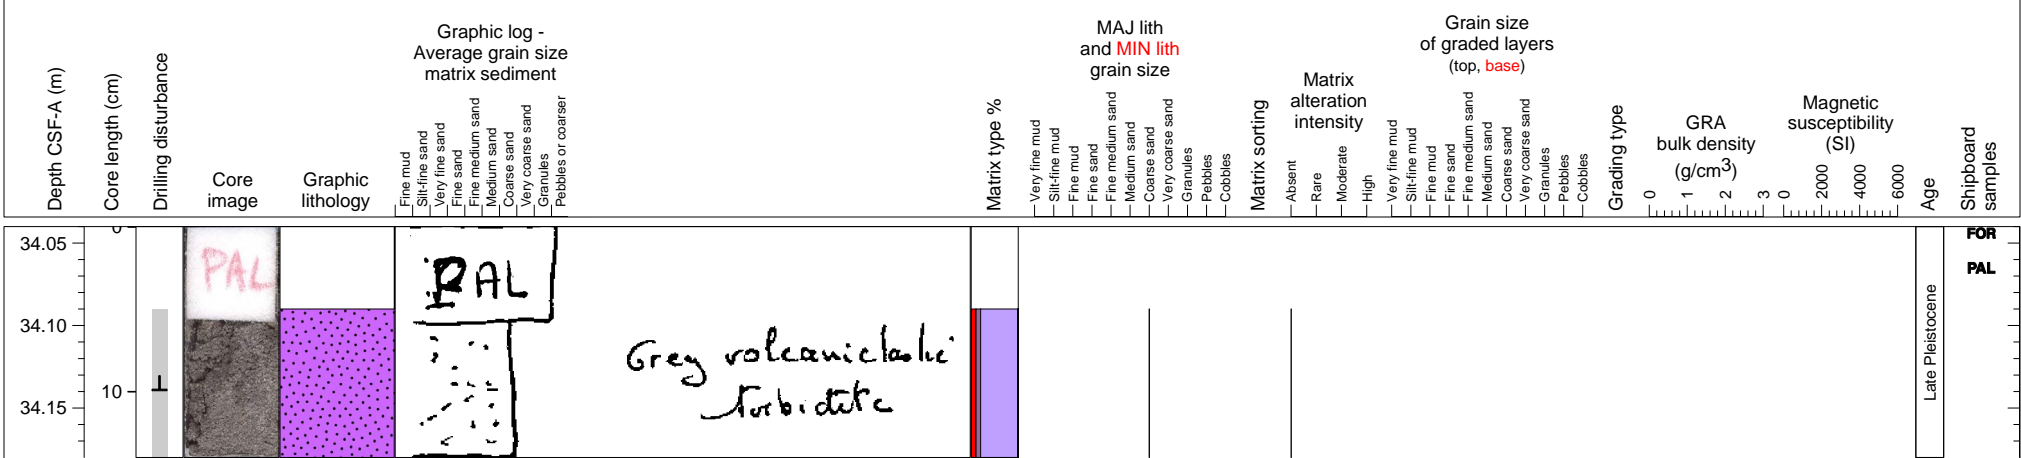 Depth CSF-A (m)
Core length (cm)
Drilling disturbance
Core
image
Graphic
lithology
Graphic log -
Average grain size
matrix sediment
Fine mud
Silt-fine sand
Very fine sand
Fine sand
Fine medium sand
Medium sand
Coarse sand
Very coarse sand
Granules
Pebbles or coarser
Matrix type %
MAJ lith
and MIN lith
grain size
Very fine mud
Silt-fine mud
Fine mud
Fine sand
Fine medium sand
Medium sand
Coarse sand
Very coarse sand
Granules
Pebbles
Cobbles
Matrix sorting
Matrix
alteration
intensity
Absent
Rare
Moderate
High
Grain size
of graded layers
(top, base)
Very fine mud
Silt-fine mud
Fine mud
Fine sand
Fine medium sand
Medium sand
Coarse sand
Very coarse sand
Granules
Pebbles
Cobbles
Grading type
GRA
bulk density
(g/cm3)
0 1 2 3
Magnetic
susceptibility
(SI)
0 2000 4000 6000
Age
Shipboard
samples
34.05
34.10
34.15
0
10
PAL
PAL
Grey volcaniclastic
turbidite
Late Pleistocene
FOR
PAL